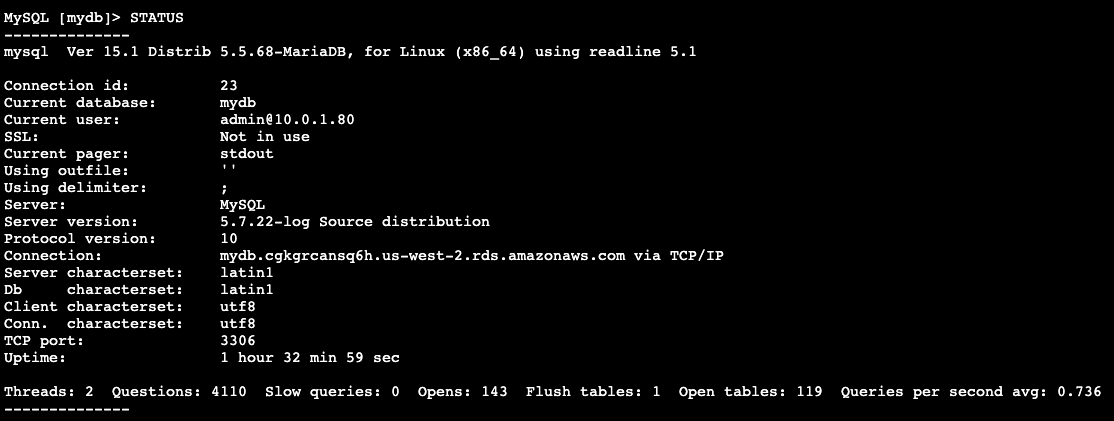 MySQL [mydb]> STATUS
--------------
mysql  Ver 15.1 Distrib 5.5.68-MariaDB, for Linux (x86_64) using readline 5.1

Connection id:		23
Current database:	mydb
Current user:		admin@10.0.1.80
SSL:			Not in use
Current pager:		stdout
Using outfile:		''
Using delimiter:	;
Server:			MySQL
Server version:		5.7.22-log Source distribution
Protocol version:	10
Connection:		mydb.cgkgrcansq6h.us-west-2.rds.amazonaws.com via TCP/IP
Server characterset:	latin1
Db     characterset:	latin1
Client characterset:	utf8
Conn.  characterset:	utf8
TCP port:		3306
Uptime:			1 hour 32 min 59 sec

Threads: 2  Questions: 4110  Slow queries: 0  Opens: 143  Flush tables: 1  Open tables: 119  Queries per second avg: 0.736
--------------